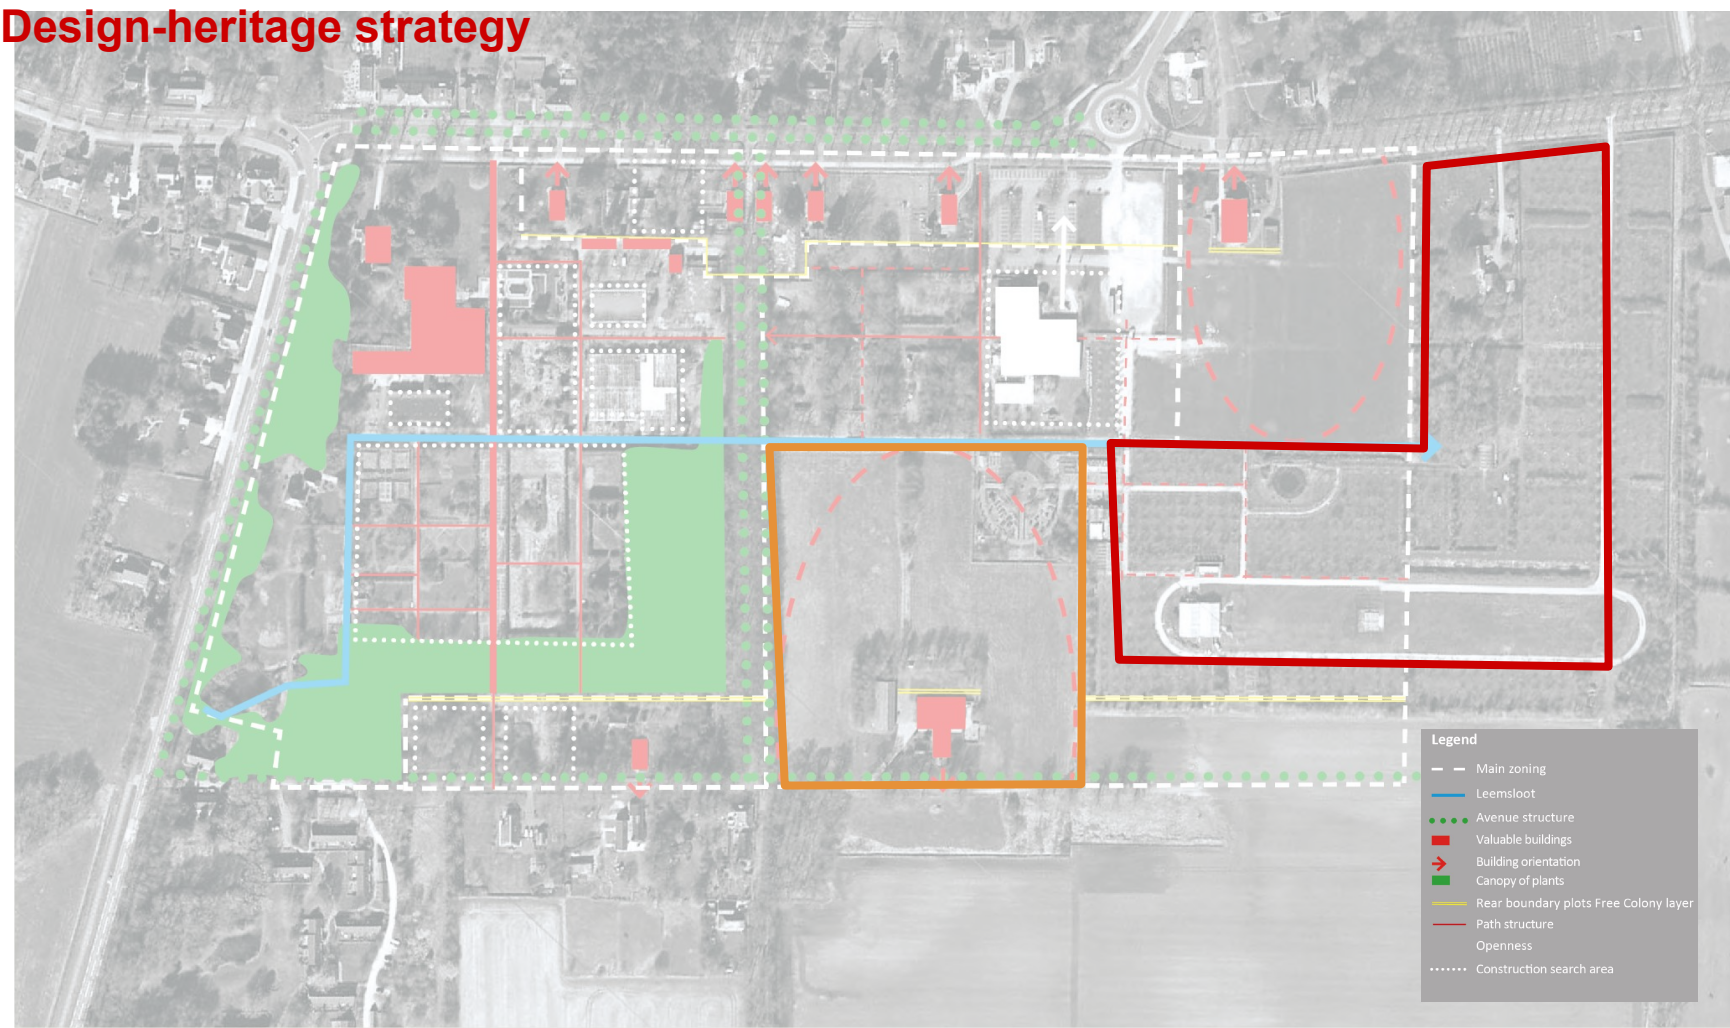 Design-heritage strategy
Legend
Main zoning
Leemsloot
Avenue structure
Valuable buildings
Building orientation
Canopy of plants
Rear boundary plots Free Colony layer
Path structure
Openness
Construction search area